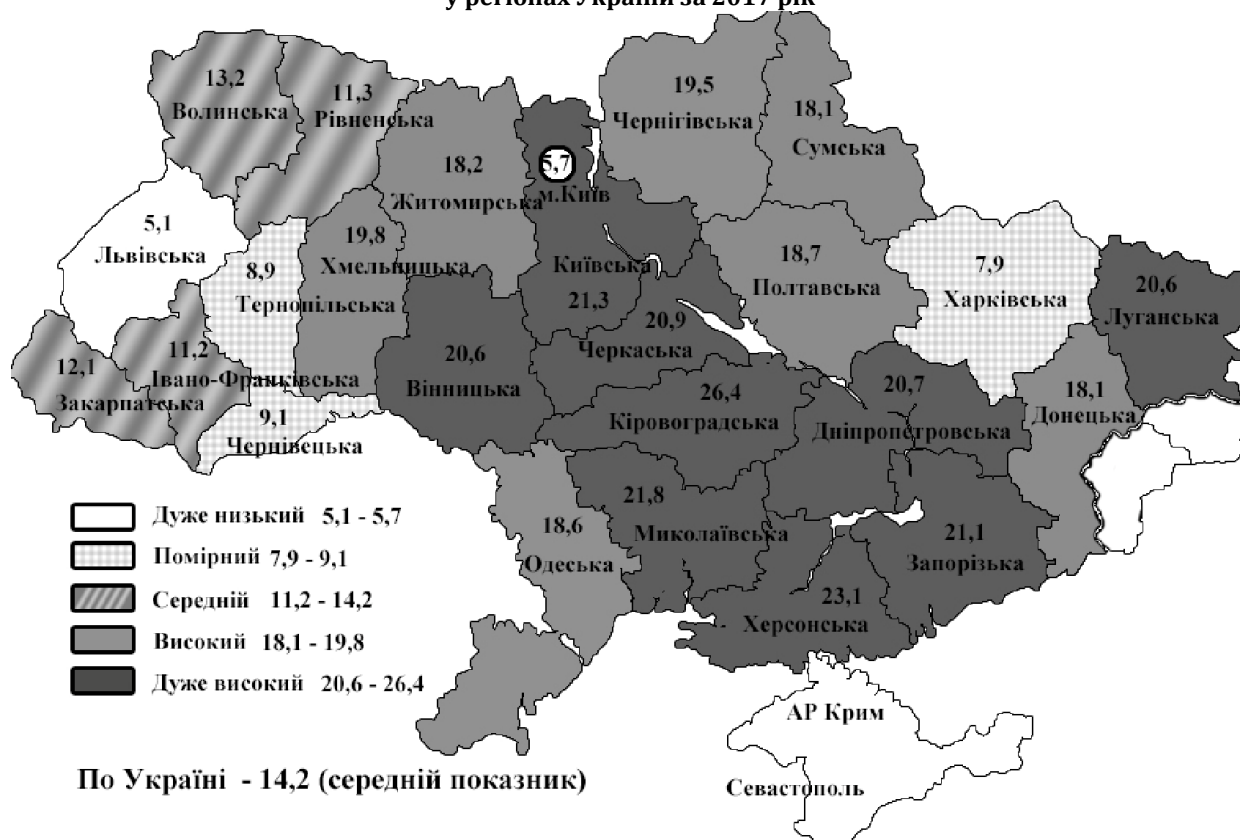 у регіонах України за 2017 рік
13,2
Волинська
11,3
Рівненська
18,2
Житомирська
5,7
м.Київ
19,5
Чернігівська
18,1
Сумська
5,1
Львівська
8,9
Тернопільська
19,8
Хмельницька
Київська
21,3
18,7
Полтавська
7,9
Харківська
20,6
Луганська
12,1
Закарпатська
11,2
Івано-Франківська
9,1
Чернівецька
20,6
Вінницька
20,9
Черкаська
26,4
Кіровоградська
20,7
Дніпропетровська
18,1
Донецька
18,6
Одеська
21,8
Миколаївська
21,1
Запорізька
23,1
Херсонська
АР Крим
Севастополь
Дуже низький 5,1 - 5,7
Помірний 7,9 - 9,1
Середній 11,2 - 14,2
Високий 18,1 - 19,8
Дуже високий 20,6 - 26,4
По Україні - 14,2 (середній показник)